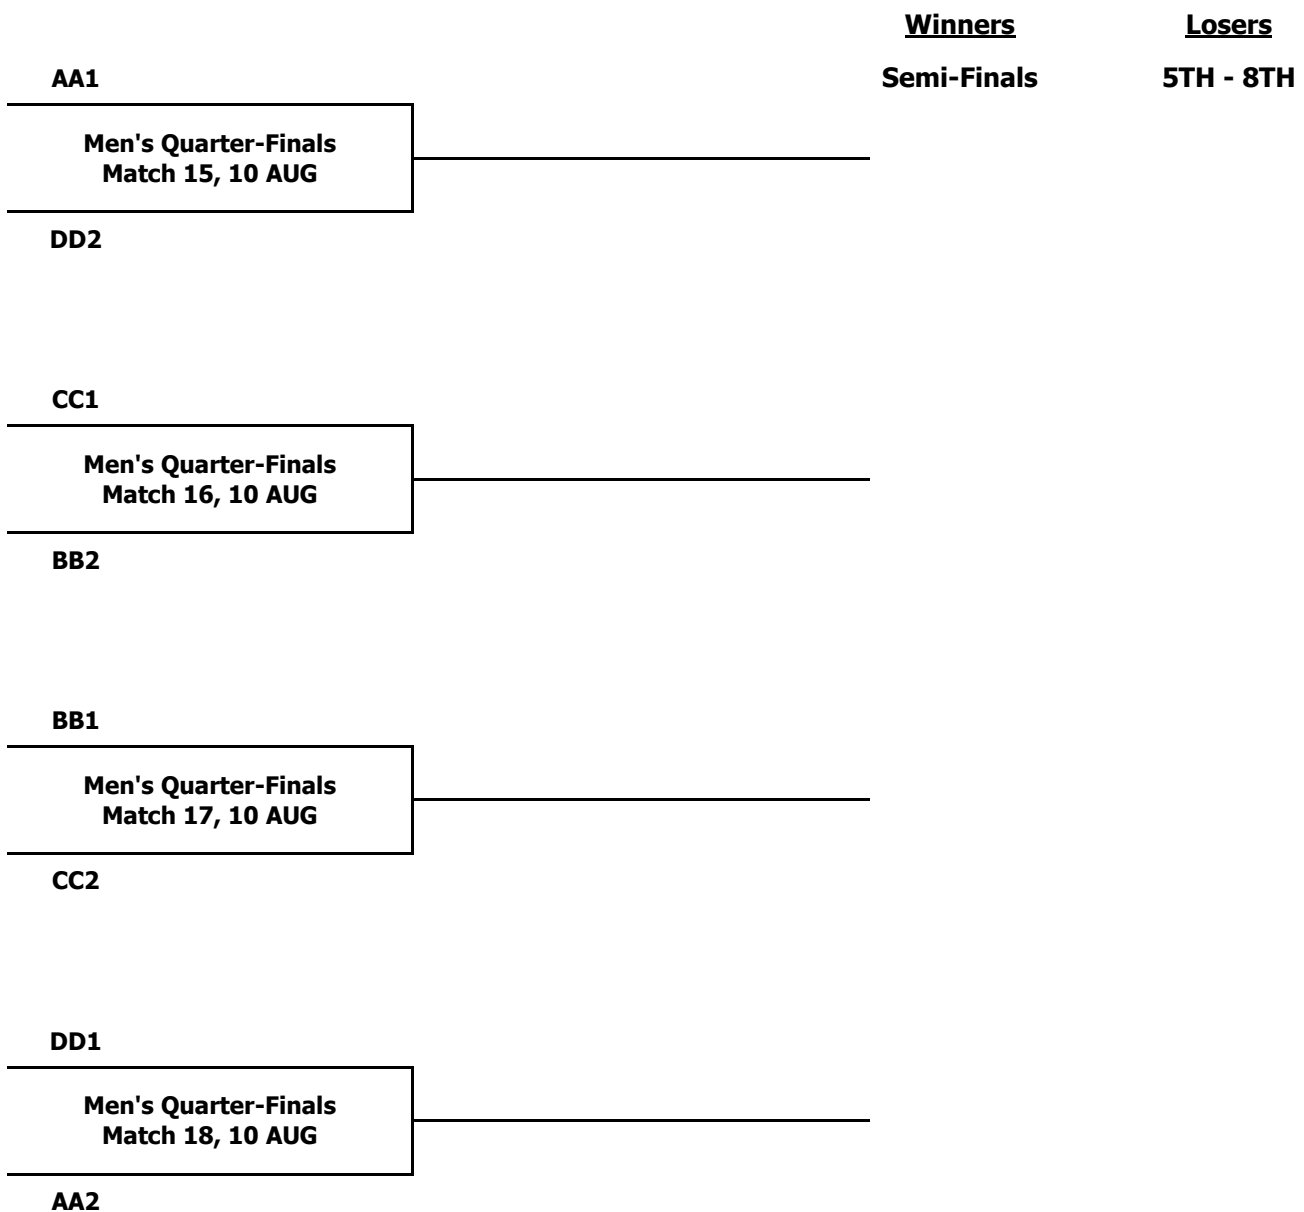 Winners Losers
AA1 Semi-Finals 5TH - 8TH
Men's Quarter-Finals
Match 15, 10 AUG
DD2
CC1
Men's Quarter-Finals
Match 16, 10 AUG
BB2
BB1
Men's Quarter-Finals
Match 17, 10 AUG
CC2
DD1
Men's Quarter-Finals
Match 18, 10 AUG
AA2